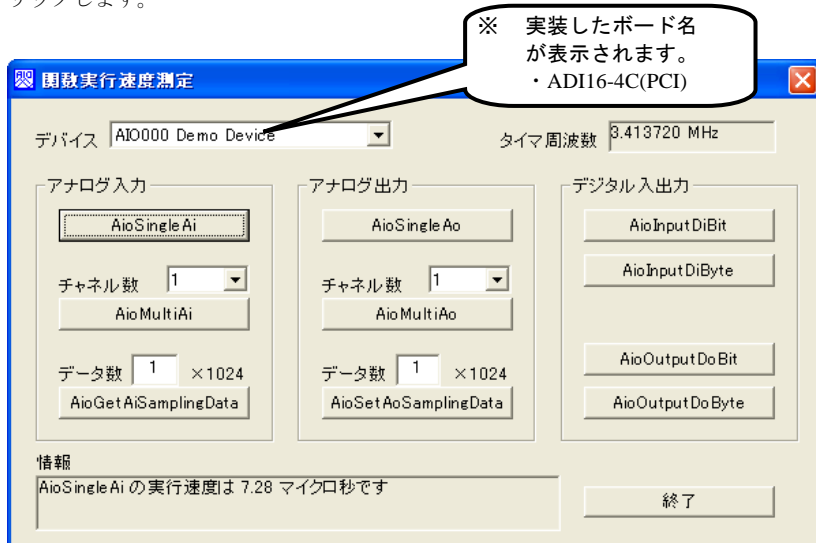 クリックします。
※ 実装したボード名
が表示されます。
・ADI16-4C(PCI)
関数実行速度測定
デバイス AIO000 Demo Device
タイマ周波数 3.413720 MHz
アナログ入力
AioSingleAi
チャネル数 1
AioMultiAi
データ数 1 ×1024
AioGetAiSamplingData
アナログ出力
AioSingleAo
チャネル数 1
AioMultiAo
データ数 1 ×1024
AioSetAoSamplingData
デジタル入出力
AioInputDiBit
AioInputDiByte
AioOutputDoBit
AioOutputDoByte
情報
AioSingleAi の実行速度は 7.28 マイクロ秒です
終了